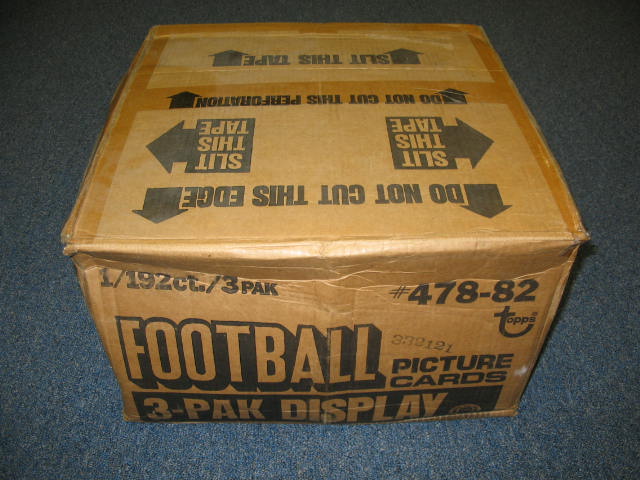 SLIT THIS TAPE
DO NOT CUT THIS PERFORATION
SLIT THIS TAPE
SLIT THIS TAPE
DO NOT CUT THIS EDGE
1/192ct./3 PAK
#478-82
topps
FOOTBALL
339121
PICTURE
CARDS
3-PAK DISPLAY